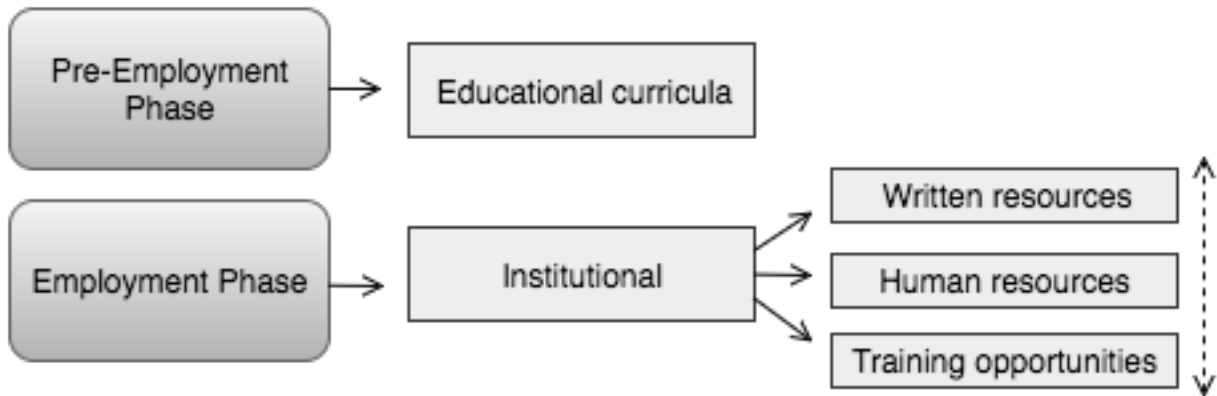 Pre-Employment
Phase
Educational curricula
Written resources
Employment Phase
Institutional
Human resources
Training opportunities